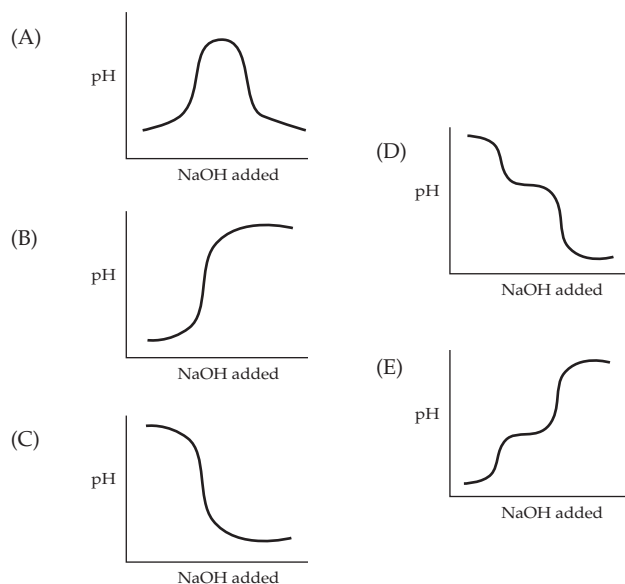 (A)
pH
NaOH added
(B)
pH
NaOH added
(C)
pH
NaOH added
(D)
pH
NaOH added
(E)
pH
NaOH added